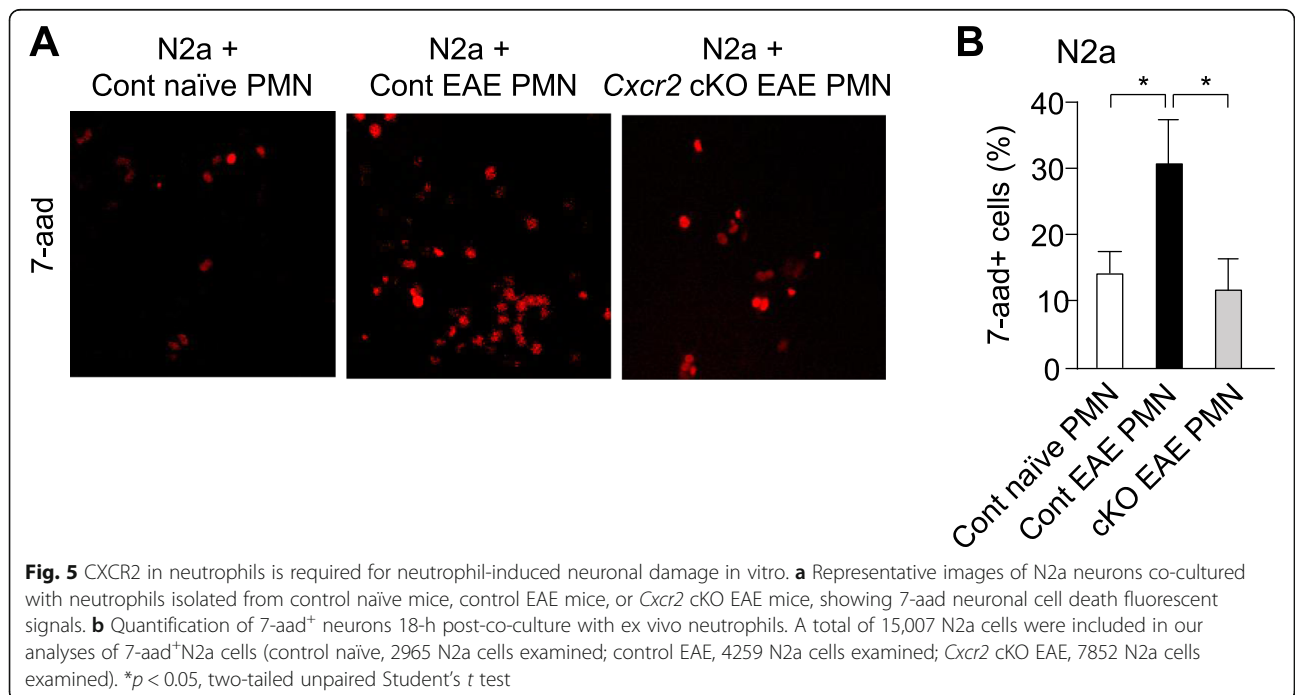 A
N2a +
Cont naïve PMN
N2a +
Cont EAE PMN
N2a +
Cxcr2 cKO EAE PMN
7-aad
B
N2a
* *
7-aad+ cells (%)
40
30
20
10
0
Cont naïve PMN
Cont EAE PMN
cKO EAE PMN
Fig. 5 CXCR2 in neutrophils is required for neutrophil-induced neuronal damage in vitro. a Representative images of N2a neurons co-cultured
with neutrophils isolated from control naïve mice, control EAE mice, or Cxcr2 cKO EAE mice, showing 7-aad neuronal cell death fluorescent
signals. b Quantification of 7-aad⁺ neurons 18-h post-co-culture with ex vivo neutrophils. A total of 15,007 N2a cells were included in our
analyses of 7-aad⁺N2a cells (control naïve, 2965 N2a cells examined; control EAE, 4259 N2a cells examined; Cxcr2 cKO EAE, 7852 N2a cells
examined). *p < 0.05, two-tailed unpaired Student's t test